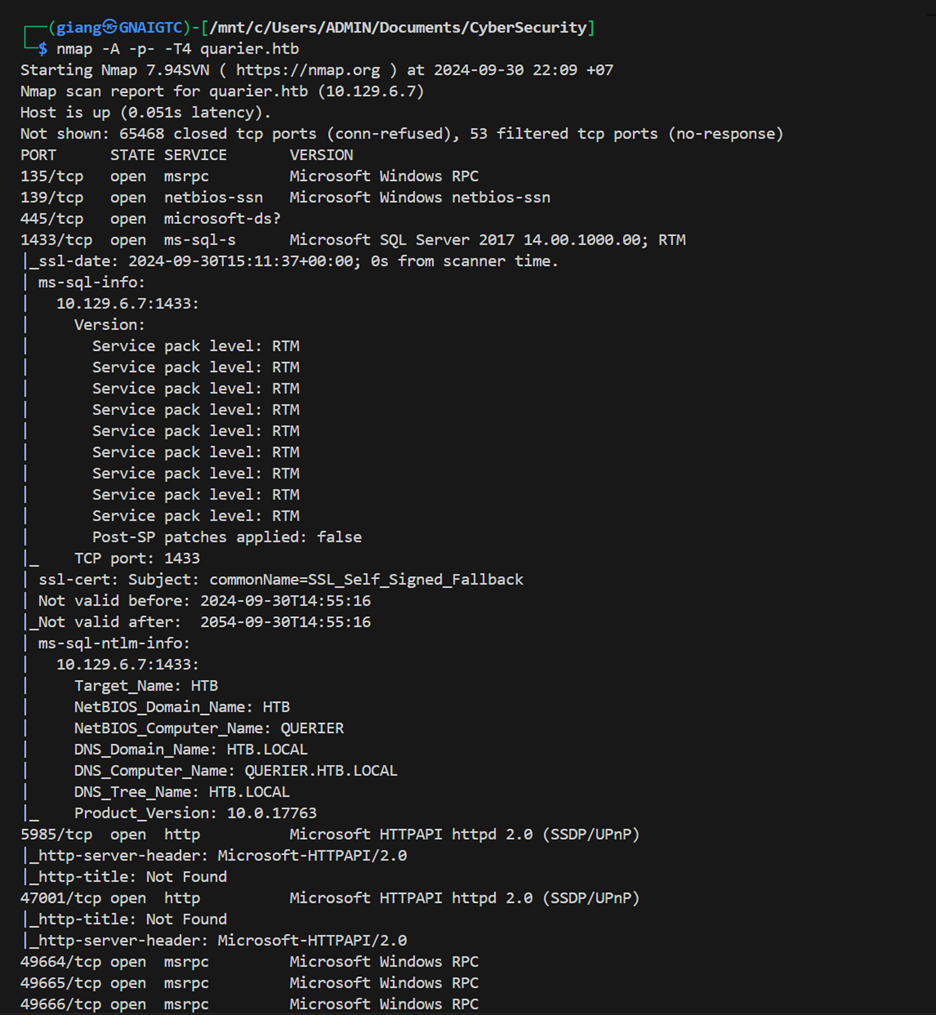 ┌──(giang㉿GNAIGTC)-[/mnt/c/Users/ADMIN/Documents/CyberSecurity]
└─$ nmap -A -p- -T4 quarier.htb
Starting Nmap 7.94SVN ( https://nmap.org ) at 2024-09-30 22:09 +07
Nmap scan report for quarier.htb (10.129.6.7)
Host is up (0.051s latency).
Not shown: 65468 closed tcp ports (conn-refused), 53 filtered tcp ports (no-response)
PORT      STATE SERVICE       VERSION
135/tcp   open  msrpc         Microsoft Windows RPC
139/tcp   open  netbios-ssn   Microsoft Windows netbios-ssn
445/tcp   open  microsoft-ds?
1433/tcp  open  ms-sql-s      Microsoft SQL Server 2017 14.00.1000.00; RTM
|_ssl-date: 2024-09-30T15:11:37+00:00; 0s from scanner time.
| ms-sql-info:
|   10.129.6.7:1433:
|     Version:
|       Service pack level: RTM
|       Service pack level: RTM
|       Service pack level: RTM
|       Service pack level: RTM
|       Service pack level: RTM
|       Service pack level: RTM
|       Service pack level: RTM
|       Service pack level: RTM
|       Service pack level: RTM
|       Post-SP patches applied: false
|_    TCP port: 1433
| ssl-cert: Subject: commonName=SSL_Self_Signed_Fallback
| Not valid before: 2024-09-30T14:55:16
|_Not valid after:  2054-09-30T14:55:16
| ms-sql-ntlm-info:
|   10.129.6.7:1433:
|     Target_Name: HTB
|     NetBIOS_Domain_Name: HTB
|     NetBIOS_Computer_Name: QUERIER
|     DNS_Domain_Name: HTB.LOCAL
|     DNS_Computer_Name: QUERIER.HTB.LOCAL
|     DNS_Tree_Name: HTB.LOCAL
|_    Product_Version: 10.0.17763
5985/tcp  open  http          Microsoft HTTPAPI httpd 2.0 (SSDP/UPnP)
|_http-server-header: Microsoft-HTTPAPI/2.0
|_http-title: Not Found
47001/tcp open  http          Microsoft HTTPAPI httpd 2.0 (SSDP/UPnP)
|_http-title: Not Found
|_http-server-header: Microsoft-HTTPAPI/2.0
49664/tcp open  msrpc         Microsoft Windows RPC
49665/tcp open  msrpc         Microsoft Windows RPC
49666/tcp open  msrpc         Microsoft Windows RPC